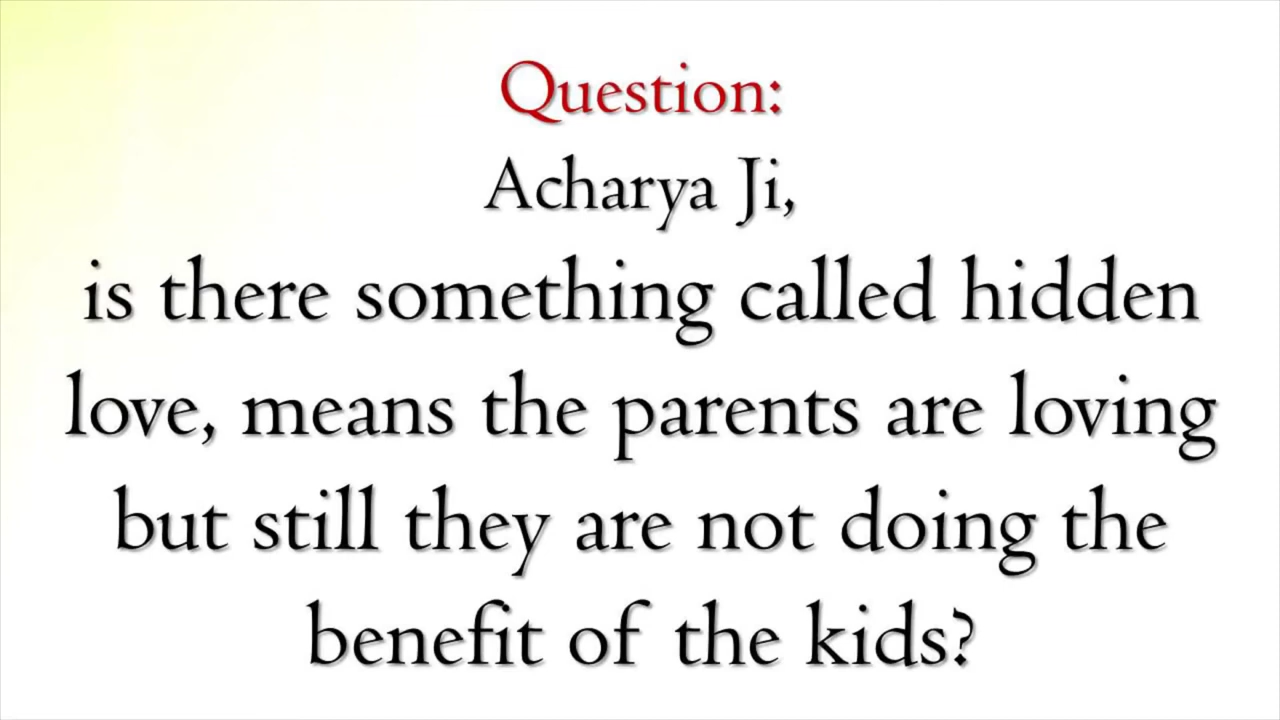 Question:
Acharya Ji,
is there something called hidden
love, means the parents are loving
but still they are not doing the
benefit of the kids?